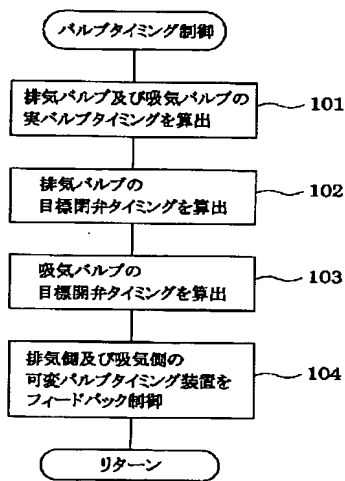 バルブタイミング制御
排気バルブ及び吸気バルブの
実バルブタイミングを算出
101
排気バルブの
目標閉弁タイミングを算出
102
吸気バルブの
目標開弁タイミングを算出
103
排気側及び吸気側の
可変バルブタイミング装置を
フィードバック制御
104
リターン